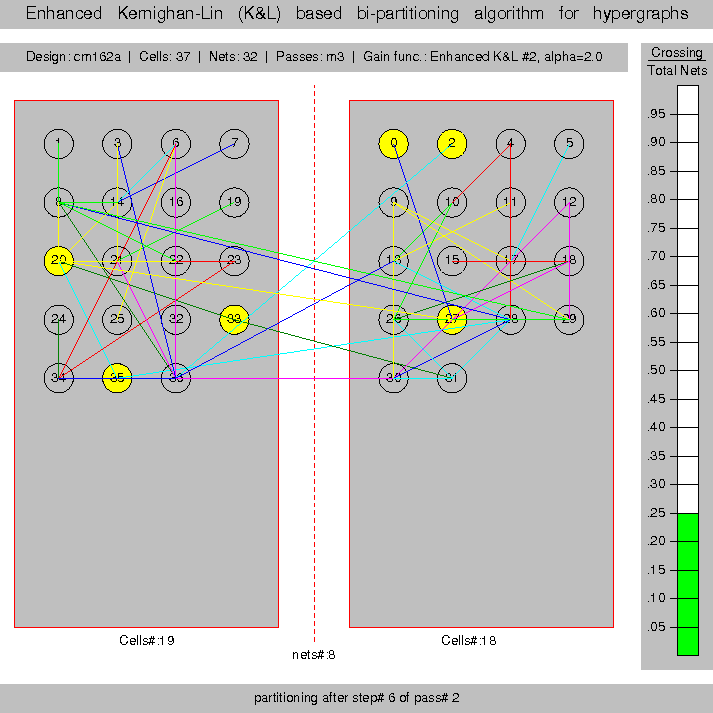 Enhanced Kernighan-Lin (K&L) based bi-partitioning algorithm for hypergraphs
Design: cm162a | Cells: 37 | Nets: 32 | Passes: m3 | Gain func.: Enhanced K&L #2, alpha=2.0
Crossing
Total Nets
1 3 6 7 0 2 4 5
8 14 16 19 9 10 11 12
20 21 22 23 13 15 17 18
24 25 32 33 26 27 28 29
34 35 36 30 31
.95
.90
.85
.80
.75
.70
.65
.60
.55
.50
.45
.40
.35
.30
.25
.20
.15
.10
.05
Cells#:19 Cells#:18
nets#:8
partitioning after step# 6 of pass# 2